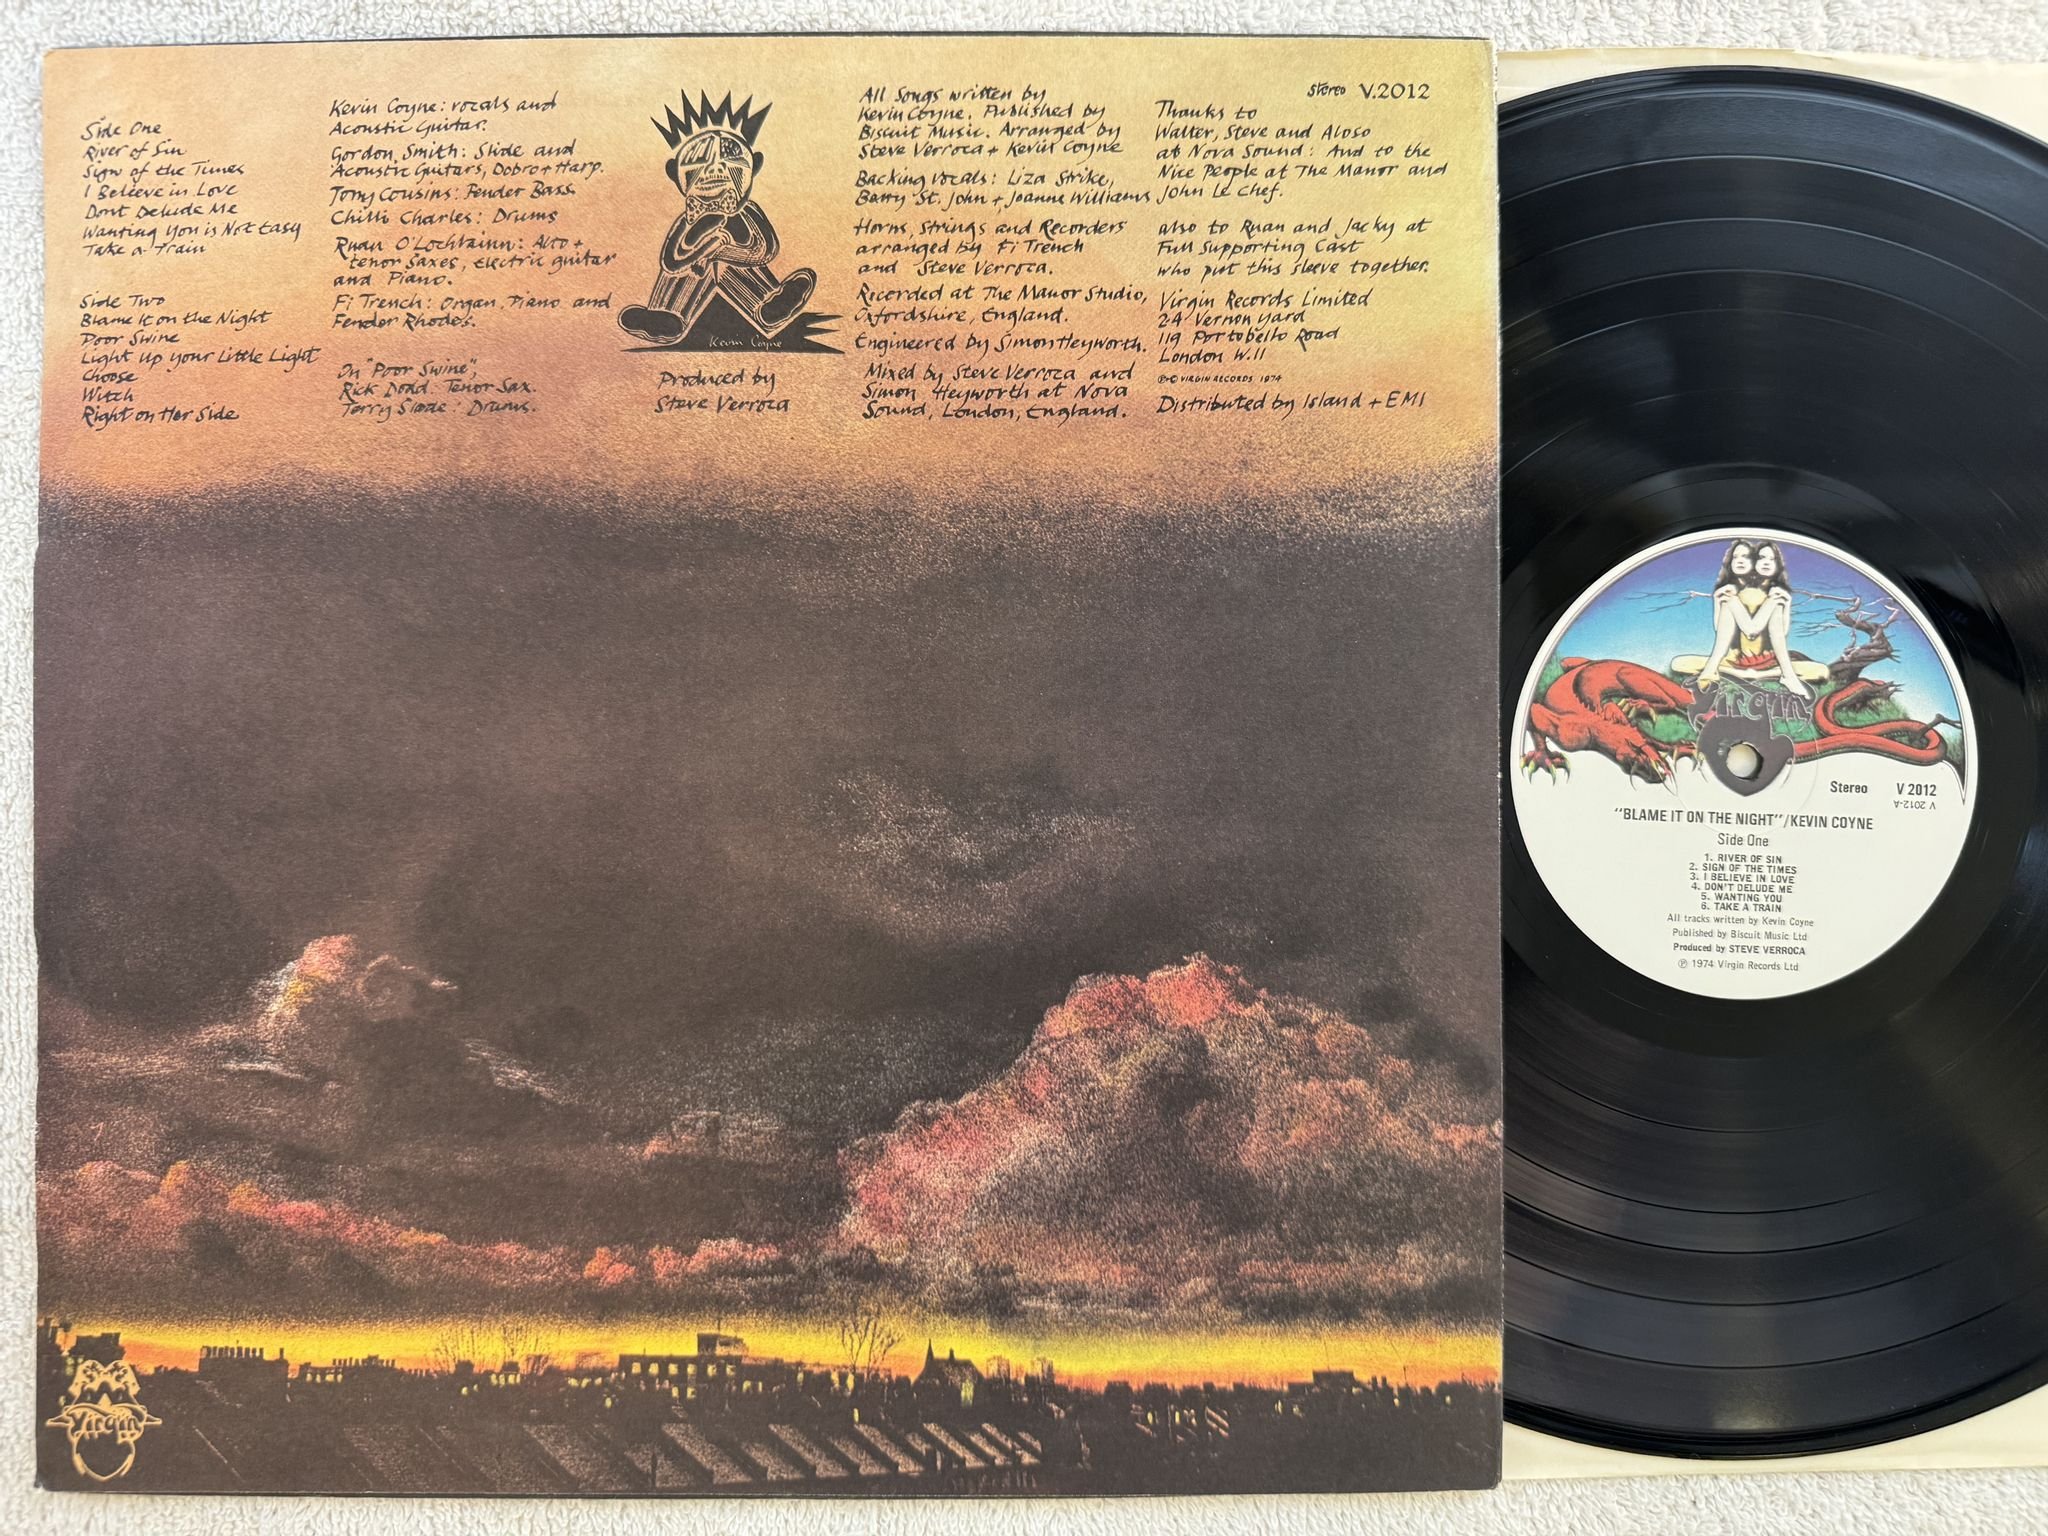 Side One
River of Sin
Sign of the Times
I Believe in Love
Dont Delude Me
Wanting You is Not Easy
Take a Train
Side Two
Blame It on the Night
Poor Swine
Light Up Your Little Light
Choose
Witch
Right on Her Side
Kevin Coyne: vocals and
Acoustic Guitar.
Gordon Smith: Slide and
Acoustic Guitars, Dobro + Harp.
Tony Cousins: Fender Bass
Chilli Charles: Drums
Ruan O'Lochlainn: Alto +
tenor Saxes, Electric guitar
and Piano.
Fi Trench: Organ, Piano and
Fender Rhodes.
On "Poor Swine",
Rick Dodd: Tenor Sax.
Terry Slade: Drums.
Kevin Coyne
Produced by
Steve Verroca
All Songs written by
Kevin Coyne. Published by
Biscuit Music. Arranged by
Steve Verroca + Kevin Coyne
Backing vocals: Liza Strike,
Barry St. John + Joanne Williams
Horns, Strings and Recorders
arranged by Fi Trench
and Steve Verroca.
Recorded at The Manor Studio,
Oxfordshire, England.
Engineered by Simon Heyworth.
Mixed by Steve Verroca and
Simon Heyworth at Nova
Sound, London, England.
Stereo V.2012
Thanks to
Walter, Steve and Aloso
at Nova Sound: And to the
Nice People at The Manor and
John Le Chef.
also to Ruan and Jacky at
Full Supporting Cast
who put this sleeve together.
Virgin Records Limited
2-4 Vernon Yard
119 Portobello Road
London W.11
℗© VIRGIN RECORDS 1974
Distributed by Island + EMI
Virgin
Virgin
Stereo V 2012
V 2012-A
"BLAME IT ON THE NIGHT"/KEVIN COYNE
Side One
1. RIVER OF SIN
2. SIGN OF THE TIMES
3. I BELIEVE IN LOVE
4. DON'T DELUDE ME
5. WANTING YOU
6. TAKE A TRAIN
All tracks written by Kevin Coyne
Published by Biscuit Music Ltd
Produced by STEVE VERROCA
℗ 1974 Virgin Records Ltd